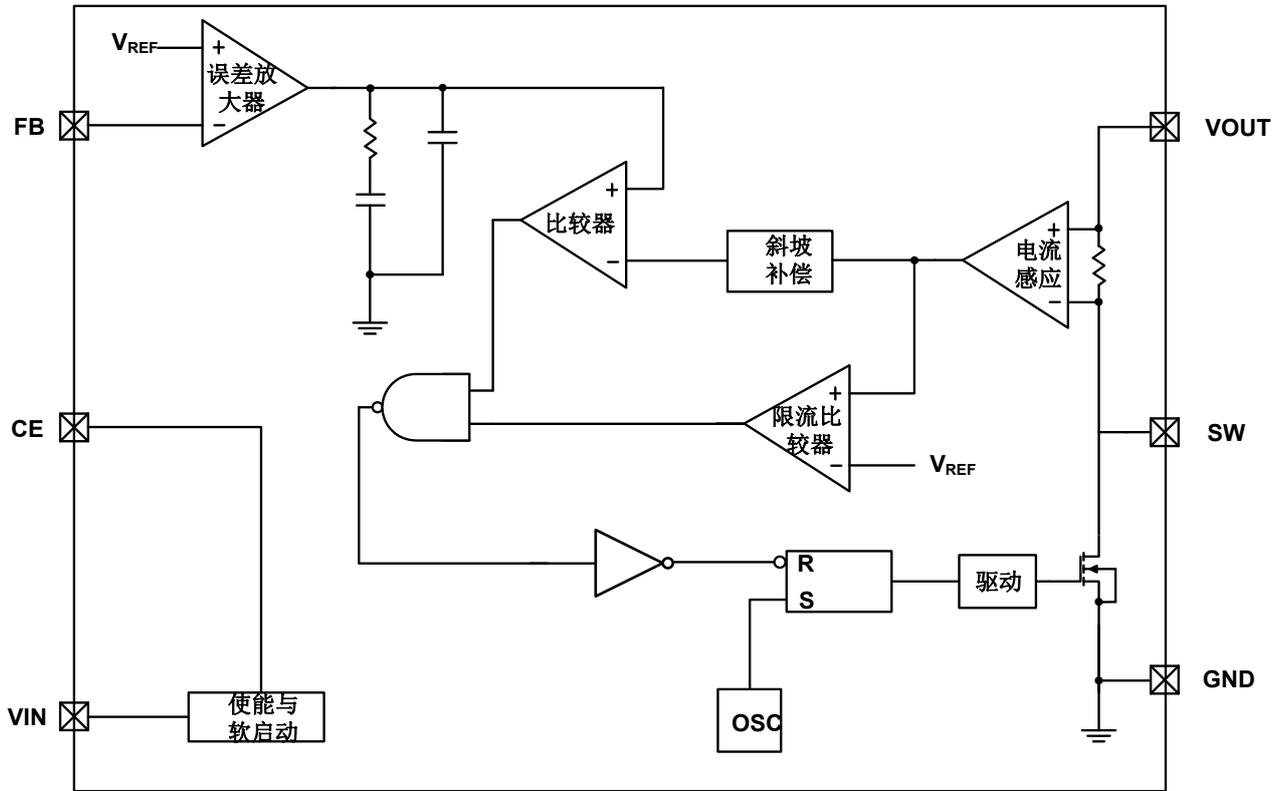 VREF
+
误差放
大器
−
FB
VOUT
+
比较器
−
斜坡
补偿
+
电流
感应
−
CE
+
限流比
较器
−
VREF
SW
R
S
驱动
GND
使能与
软启动
VIN
OSC